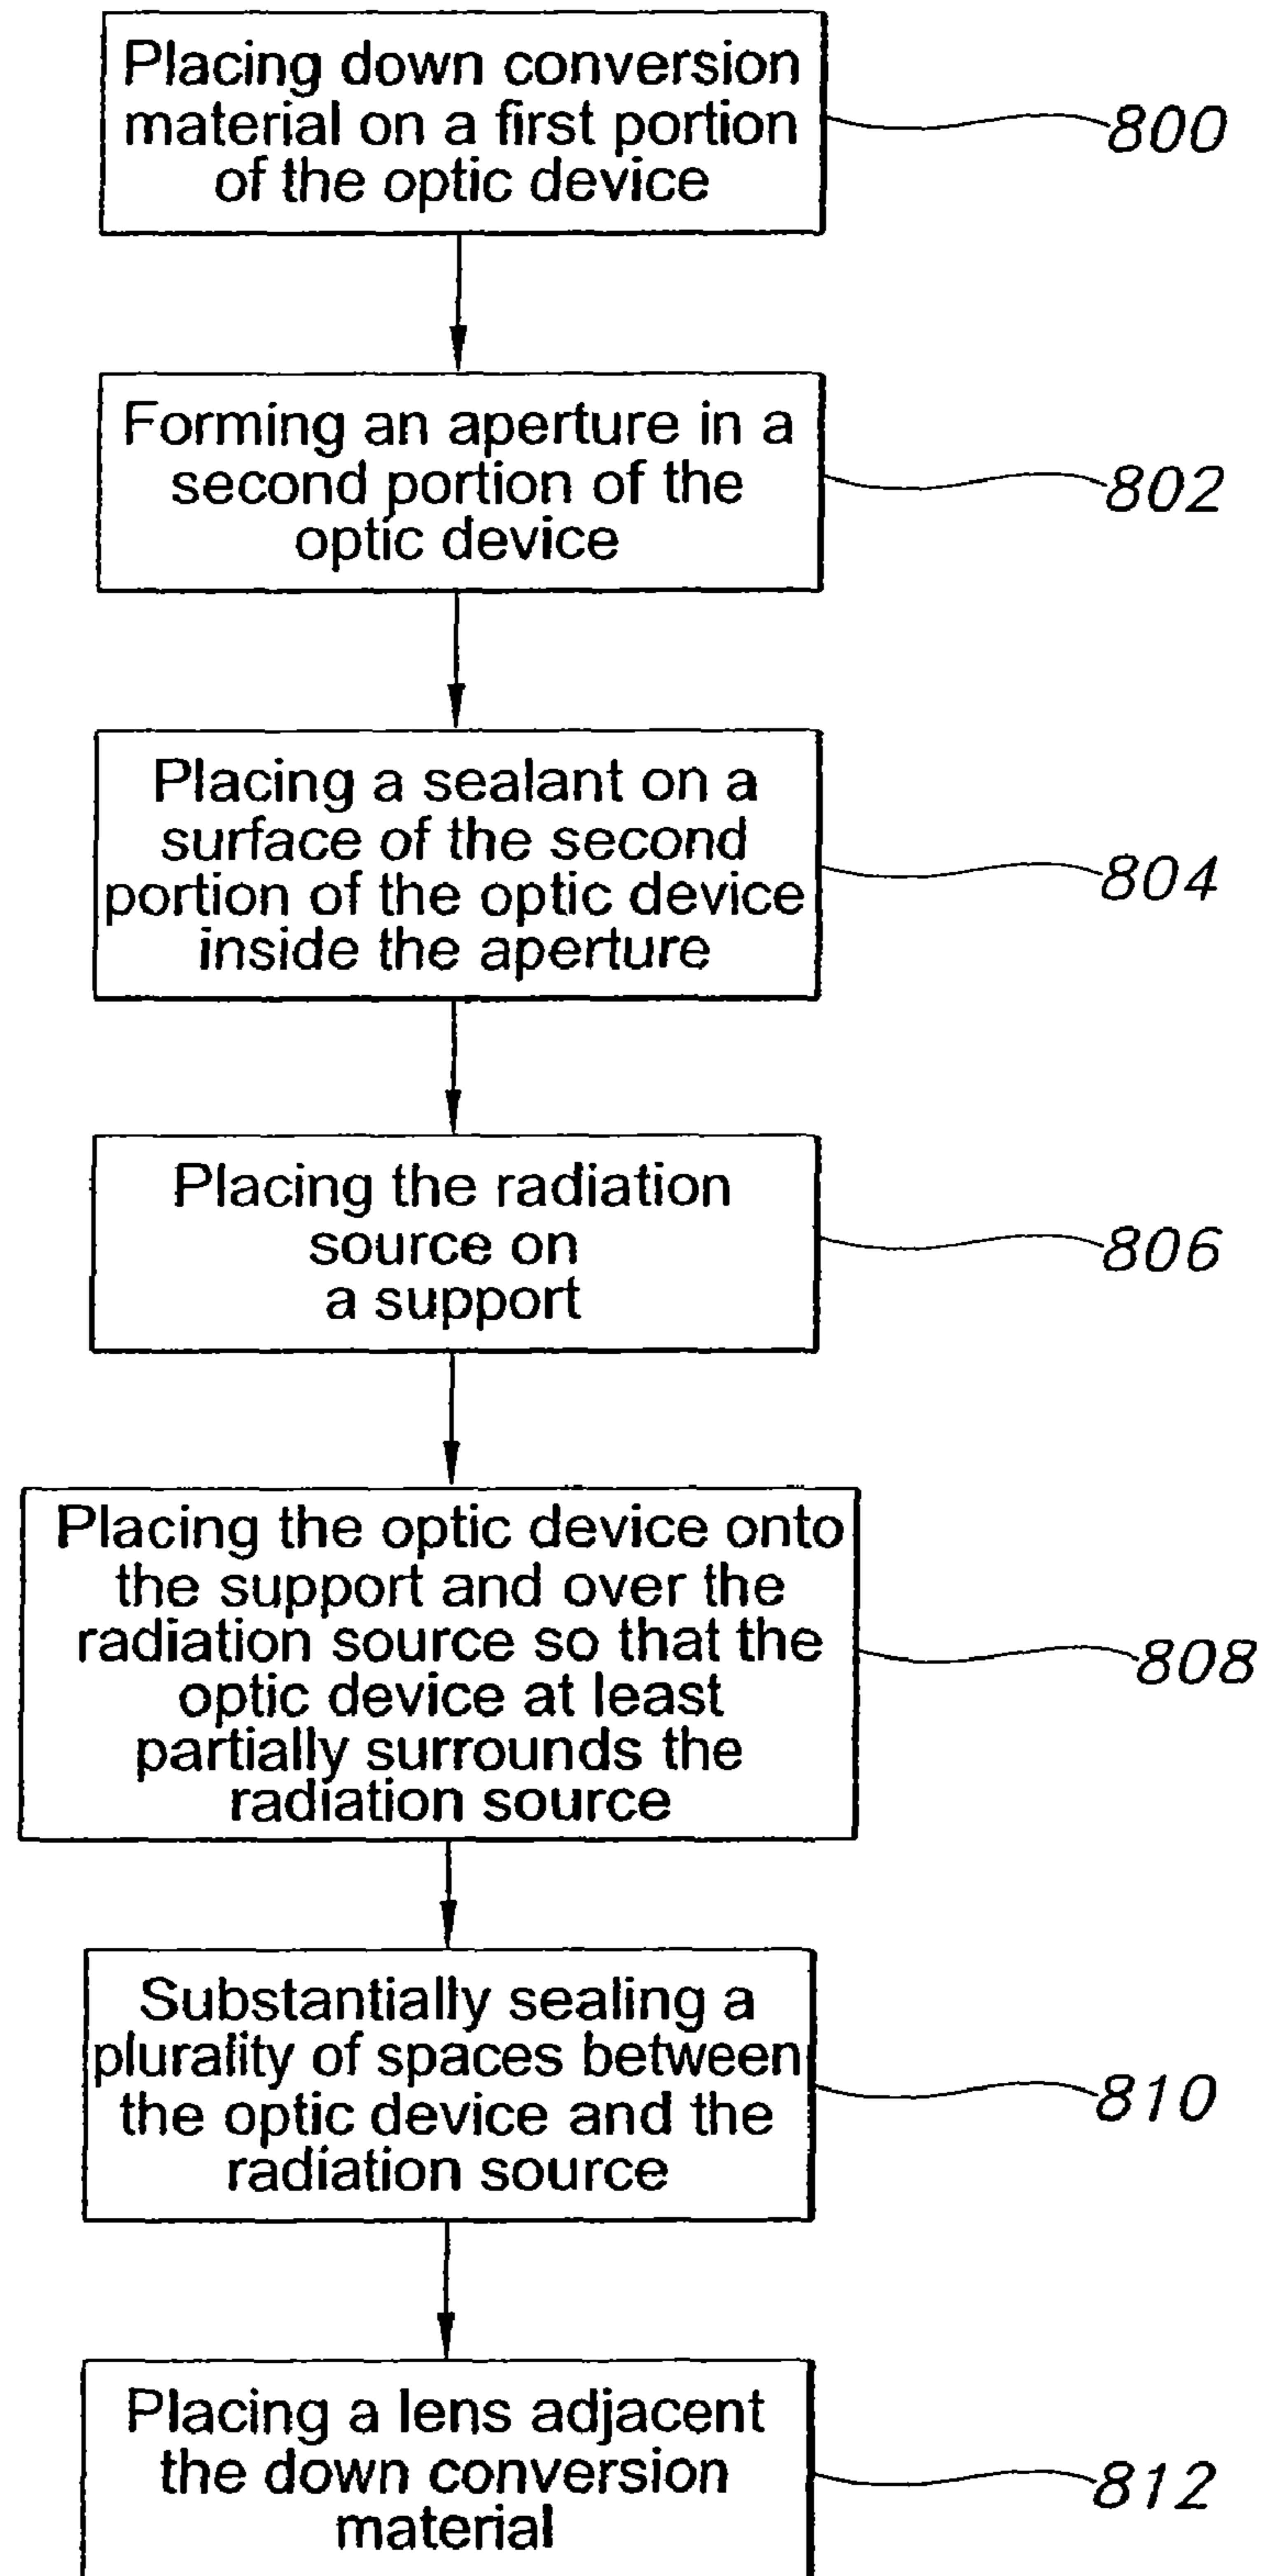 Placing down conversion
material on a first portion
of the optic device
800
Forming an aperture in a
second portion of the
optic device
802
Placing a sealant on a
surface of the second
portion of the optic device
inside the aperture
804
Placing the radiation
source on
a support
806
Placing the optic device onto
the support and over the
radiation source so that the
optic device at least
partially surrounds the
radiation source
808
Substantially sealing a
plurality of spaces between
the optic device and the
radiation source
810
Placing a lens adjacent
the down conversion
material
812